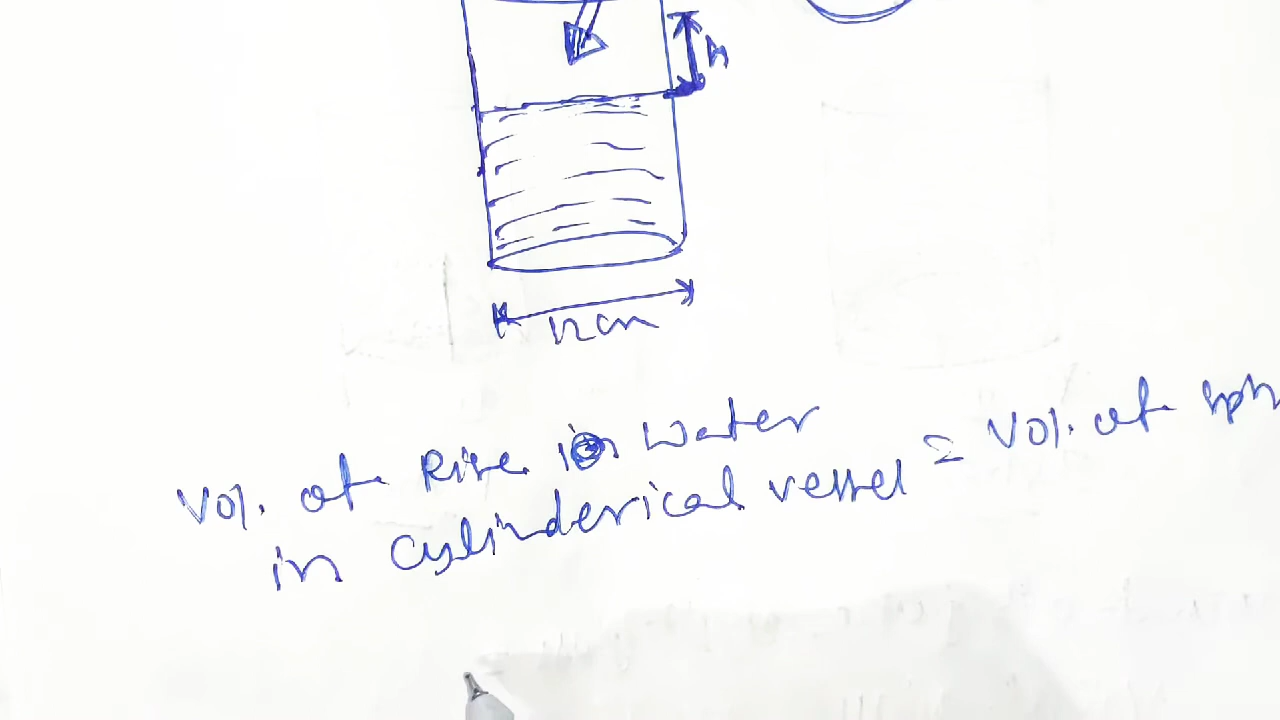 h
12cm
Vol. of Rise in Water
in cylinderical vessel = Vol. of sph